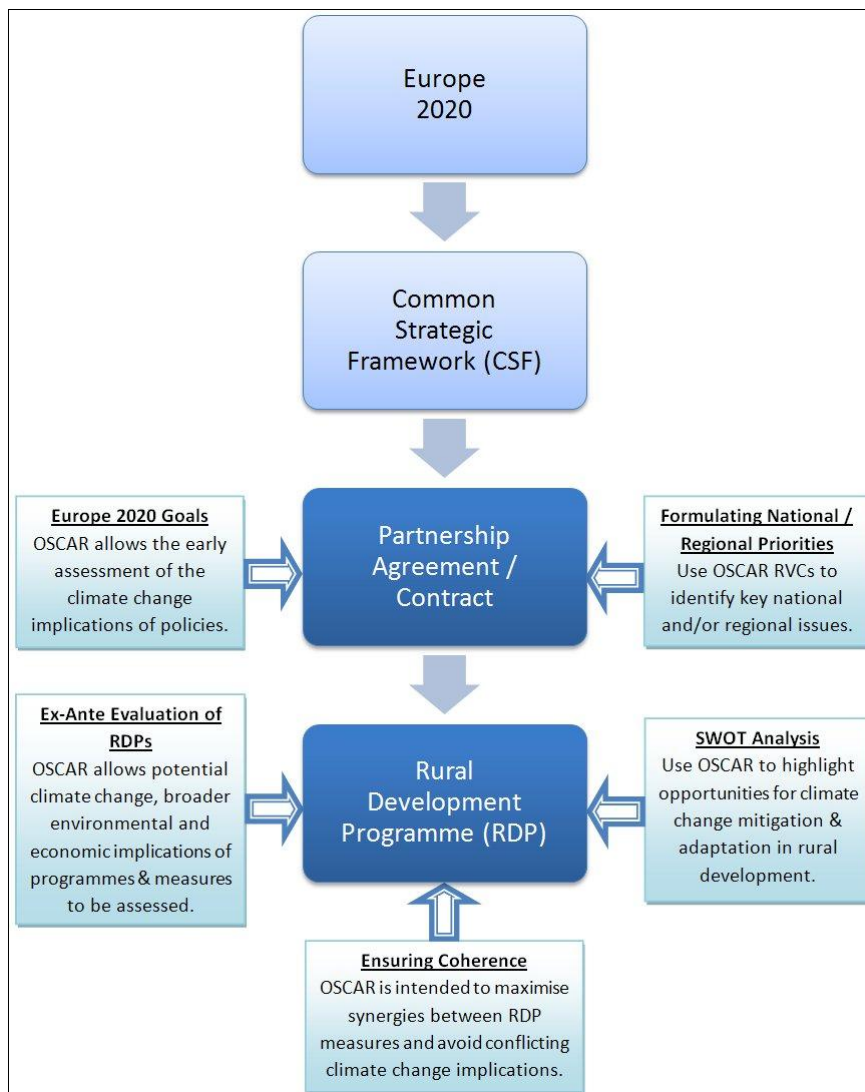 Europe
2020
Common
Strategic
Framework (CSF)
Europe 2020 Goals
OSCAR allows the early
assessment of the
climate change
implications of policies.
Partnership
Agreement /
Contract
Formulating National /
Regional Priorities
Use OSCAR RVCs to
identify key national
and/or regional issues.
Ex-Ante Evaluation of
RDPs
OSCAR allows potential
climate change, broader
environmental and
economic implications of
programmes & measures
to be assessed.
Rural
Development
Programme (RDP)
SWOT Analysis
Use OSCAR to highlight
opportunities for climate
change mitigation &
adaptation in rural
development.
Ensuring Coherence
OSCAR is intended to maximise
synergies between RDP
measures and avoid conflicting
climate change implications.